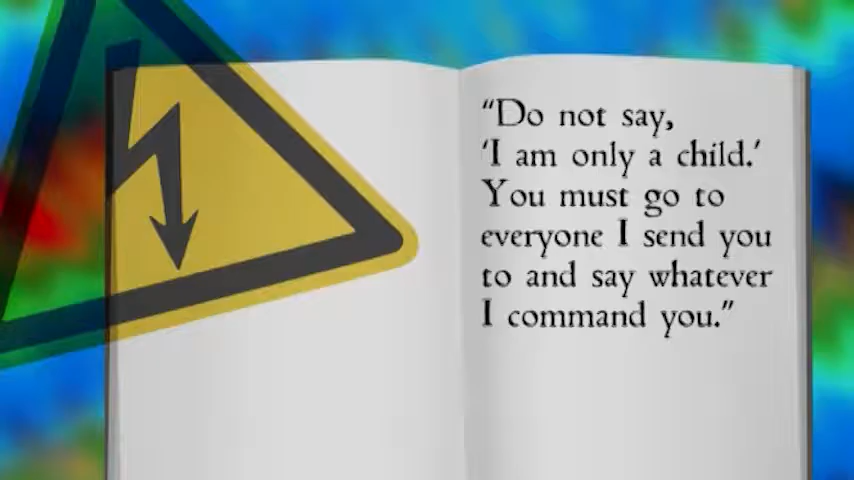 “Do not say,
‘I am only a child.’
You must go to
everyone I send you
to and say whatever
I command you.”